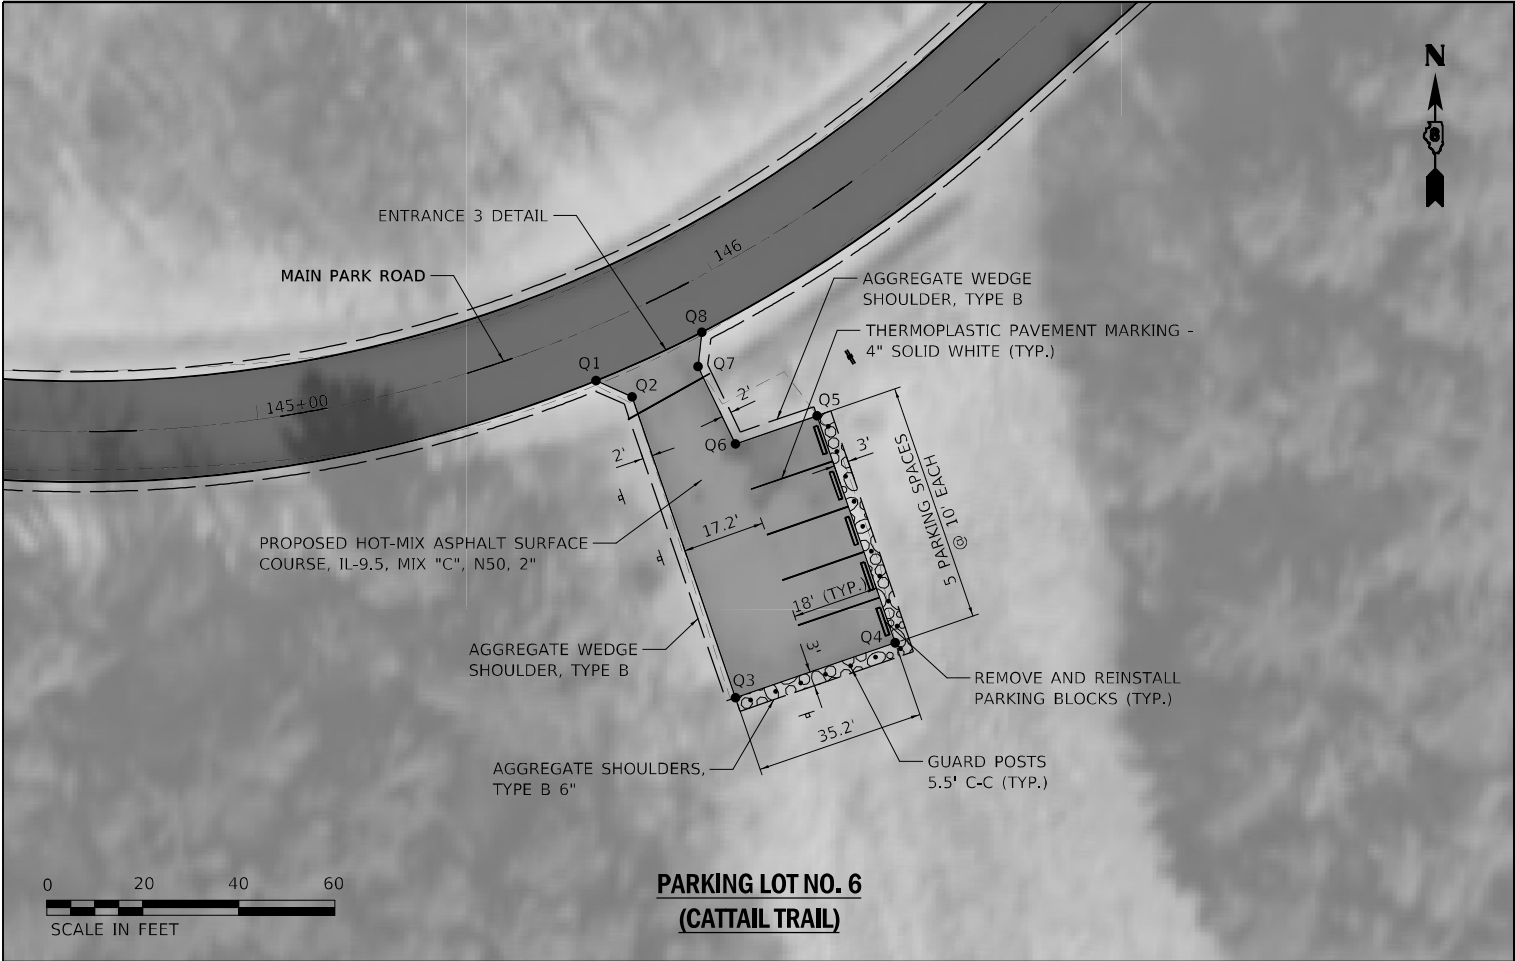 N
ENTRANCE 3 DETAIL
146
MAIN PARK ROAD
AGGREGATE WEDGE
SHOULDER, TYPE B
Q8
THERMOPLASTIC PAVEMENT MARKING -
4" SOLID WHITE (TYP.)
Q1
Q7
Q2
2'
145+00
Q5
Q6
3'
2'
5 PARKING SPACES
@ 10' EACH
17.2'
PROPOSED HOT-MIX ASPHALT SURFACE
COURSE, IL-9.5, MIX "C", N50, 2"
18' (TYP.)
Q4
3'
AGGREGATE WEDGE
SHOULDER, TYPE B
Q3
REMOVE AND REINSTALL
PARKING BLOCKS (TYP.)
35.2'
AGGREGATE SHOULDERS,
TYPE B 6"
GUARD POSTS
5.5' C-C (TYP.)
0 20 40 60
SCALE IN FEET
PARKING LOT NO. 6
(CATTAIL TRAIL)